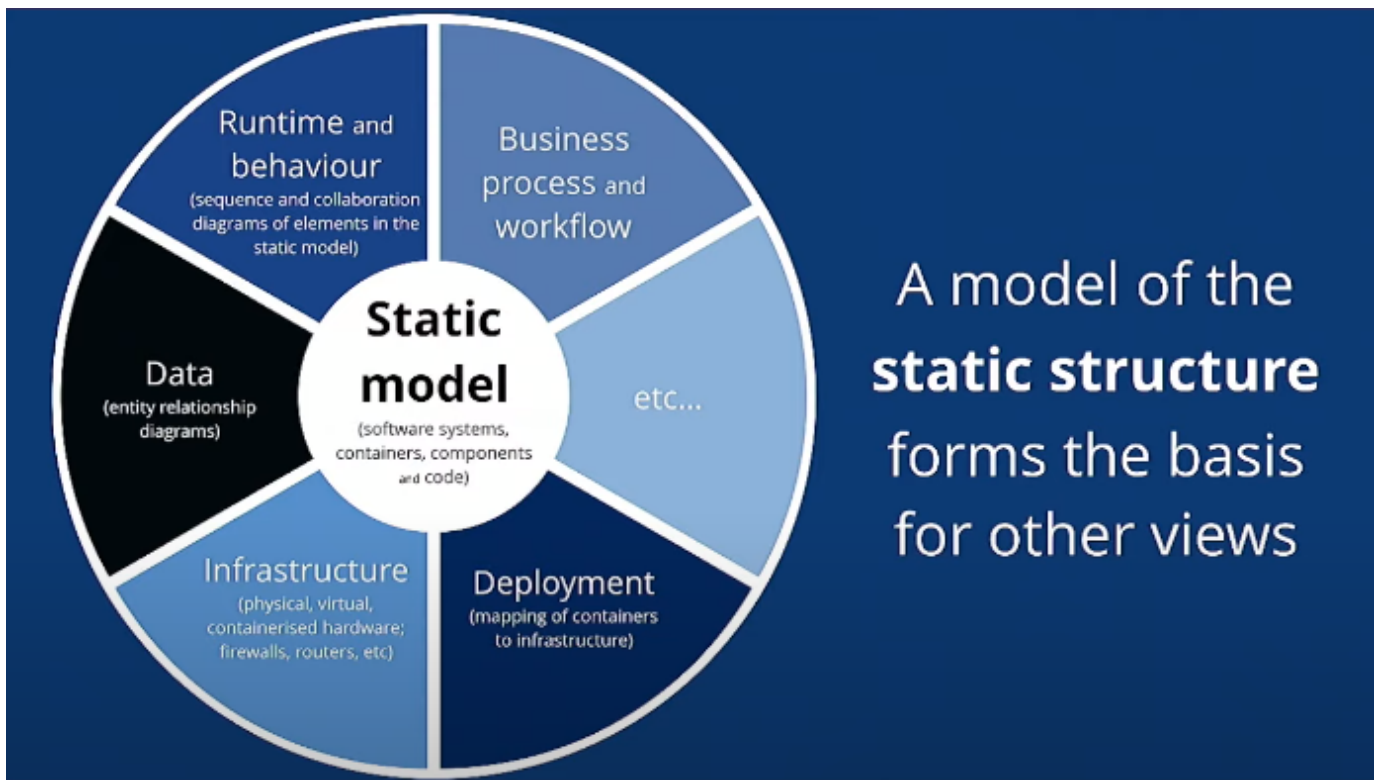 Runtime and
behaviour
(sequence and collaboration
diagrams of elements in the
static model)
Business
process and
workflow
Data
(entity relationship
diagrams)
Static
model
(software systems,
containers, components
and code)
etc...
Infrastructure
(physical, virtual,
containerised hardware;
firewalls, routers, etc)
Deployment
(mapping of containers
to infrastructure)
A model of the
static structure
forms the basis
for other views